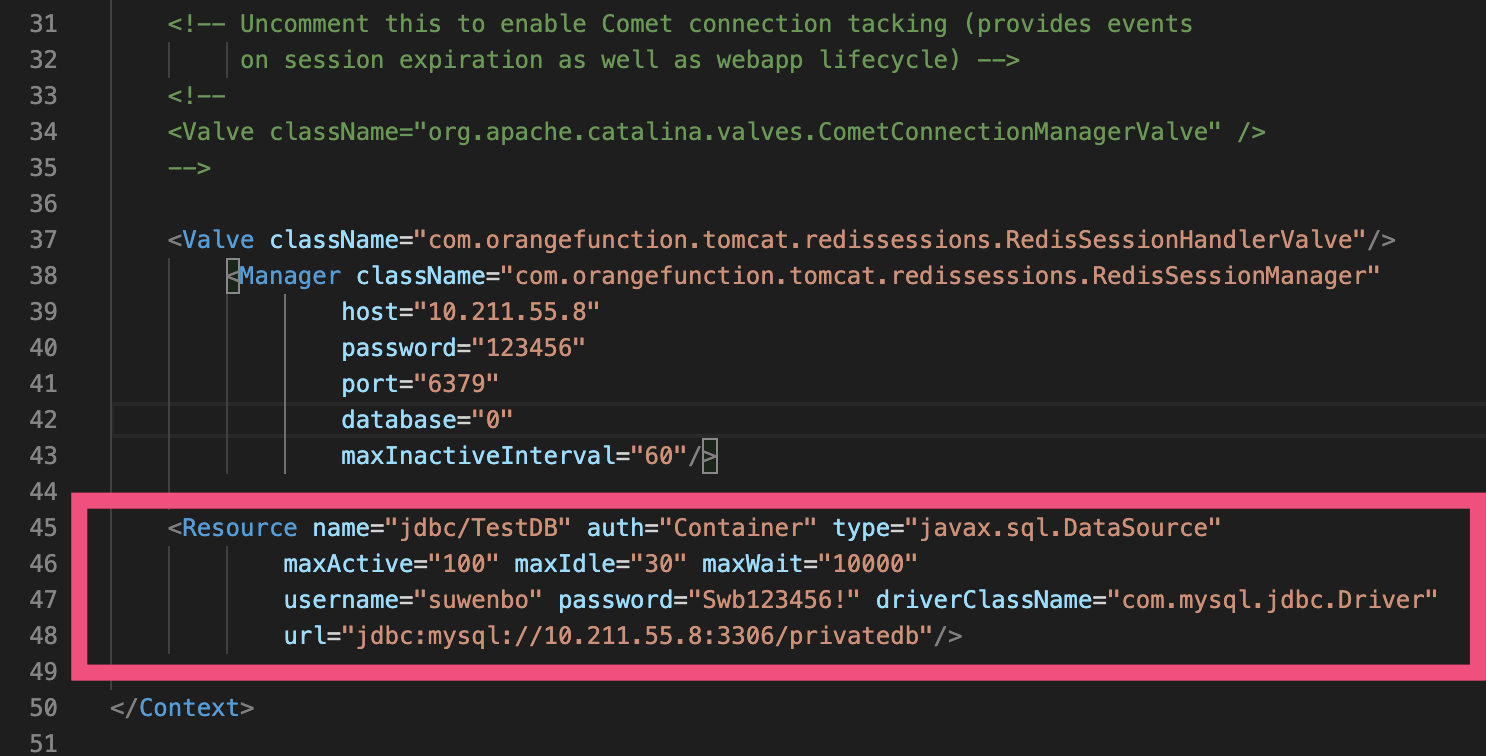 31 <!-- Uncomment this to enable Comet connection tacking (provides events
32 on session expiration as well as webapp lifecycle) -->
33 <!--
34 <Valve className="org.apache.catalina.valves.CometConnectionManagerValve" />
35 -->
36
37 <Valve className="com.orangefunction.tomcat.redissessions.RedisSessionHandlerValve"/>
38 <Manager className="com.orangefunction.tomcat.redissessions.RedisSessionManager"
39 host="10.211.55.8"
40 password="123456"
41 port="6379"
42 database="0"
43 maxInactiveInterval="60"/>
44
45 <Resource name="jdbc/TestDB" auth="Container" type="javax.sql.DataSource"
46 maxActive="100" maxIdle="30" maxWait="10000"
47 username="suwenbo" password="Swb123456!" driverClassName="com.mysql.jdbc.Driver"
48 url="jdbc:mysql://10.211.55.8:3306/privatedb"/>
49
50 </Context>
51